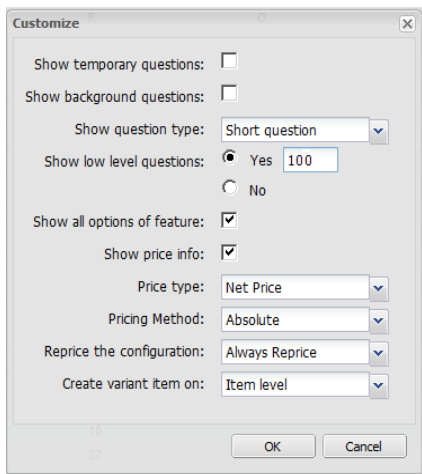 Customize
Show temporary questions:
Show background questions:
Show question type: Short question
Show low level questions: Yes 100
No
Show all options of feature:
Show price info:
Price type: Net Price
Pricing Method: Absolute
Reprice the configuration: Always Reprice
Create variant item on: Item level
10
37
OK Cancel